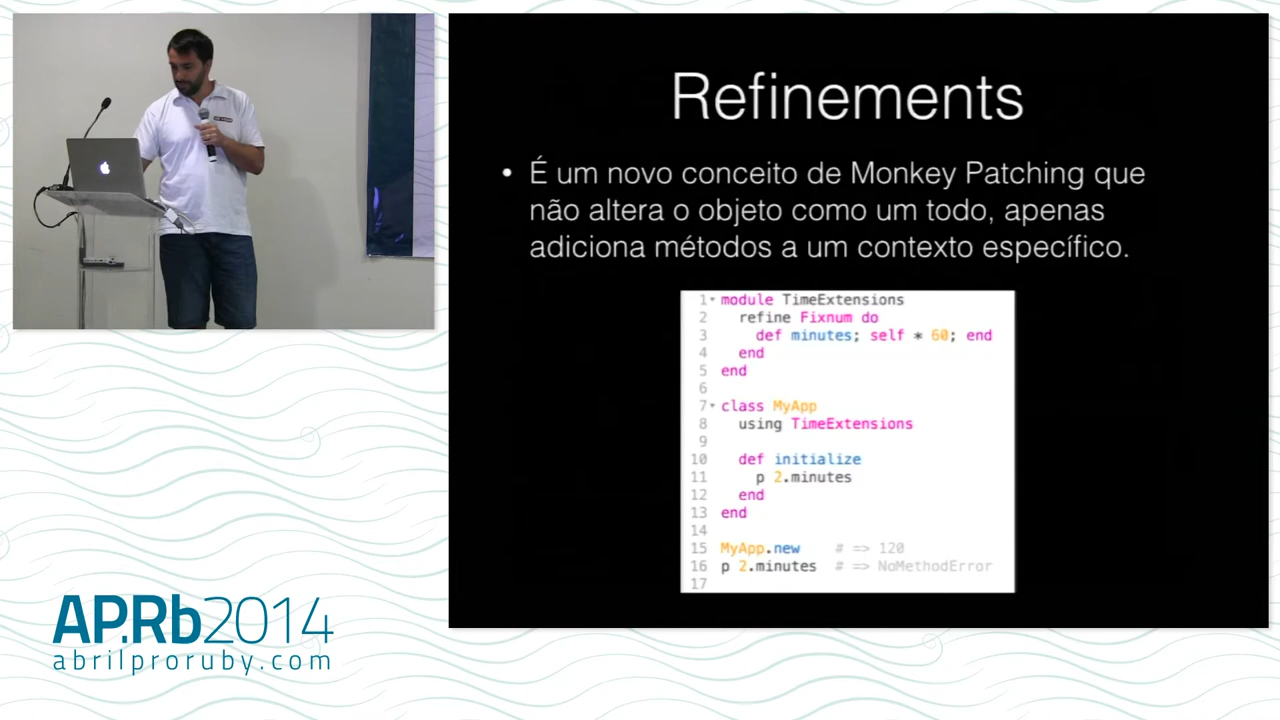 Refinements
• É um novo conceito de Monkey Patching que
não altera o objeto como um todo, apenas
adiciona métodos a um contexto específico.
1 module TimeExtensions
2 refine Fixnum do
3 def minutes; self * 60; end
4 end
5 end
6
7 class MyApp
8 using TimeExtensions
9
10 def initialize
11 p 2.minutes
12 end
13 end
14
15 MyApp.new # => 120
16 p 2.minutes # => NoMethodError
17
AP.Rb2014
abrilproruby.com